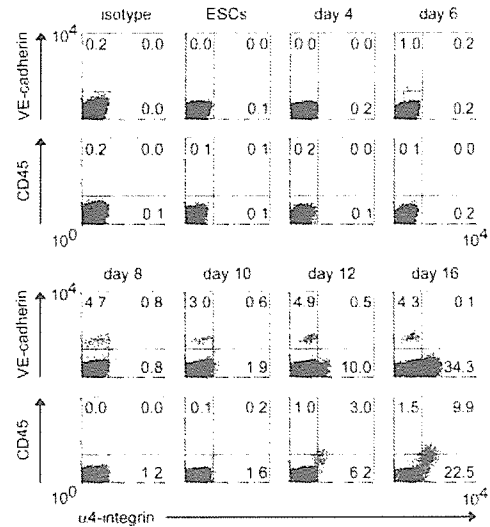 isotype ESCs day 4 day 6
10^4
VE-cadherin
0.2 0.0 0.0 0.0 0.0 0.0 1.0 0.2
0.0 0.1 0.2 0.2
CD45
0.2 0.0 0 1 0 1 0 2 0 0 0 1 0 0
0 1 0.1 0.1 0.2
10^0 10^4
day 8 day 10 day 12 day 16
10^4
VE-cadherin
4.7 0.8 3.0 0.6 4.9 0.5 4.3 0.1
0.8 1.9 10.0 34.3
CD45
0.0 0.0 0.1 0.2 1.0 3.0 1.5 9.9
1.2 1.6 6.2 22.5
10^0 10^4
α4-integrin